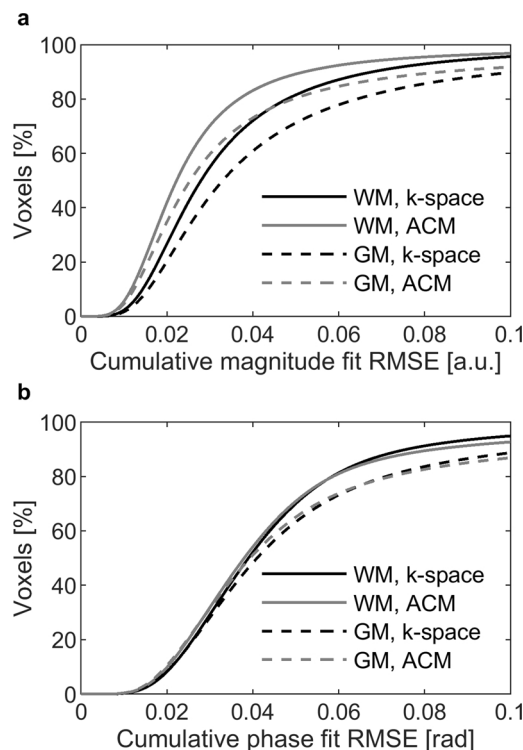 a
100
80
60
40
20
0
Voxels [%]
WM, k-space
WM, ACM
GM, k-space
GM, ACM
0 0.02 0.04 0.06 0.08 0.1
Cumulative magnitude fit RMSE [a.u.]
b
100
80
60
40
20
0
Voxels [%]
WM, k-space
WM, ACM
GM, k-space
GM, ACM
0 0.02 0.04 0.06 0.08 0.1
Cumulative phase fit RMSE [rad]